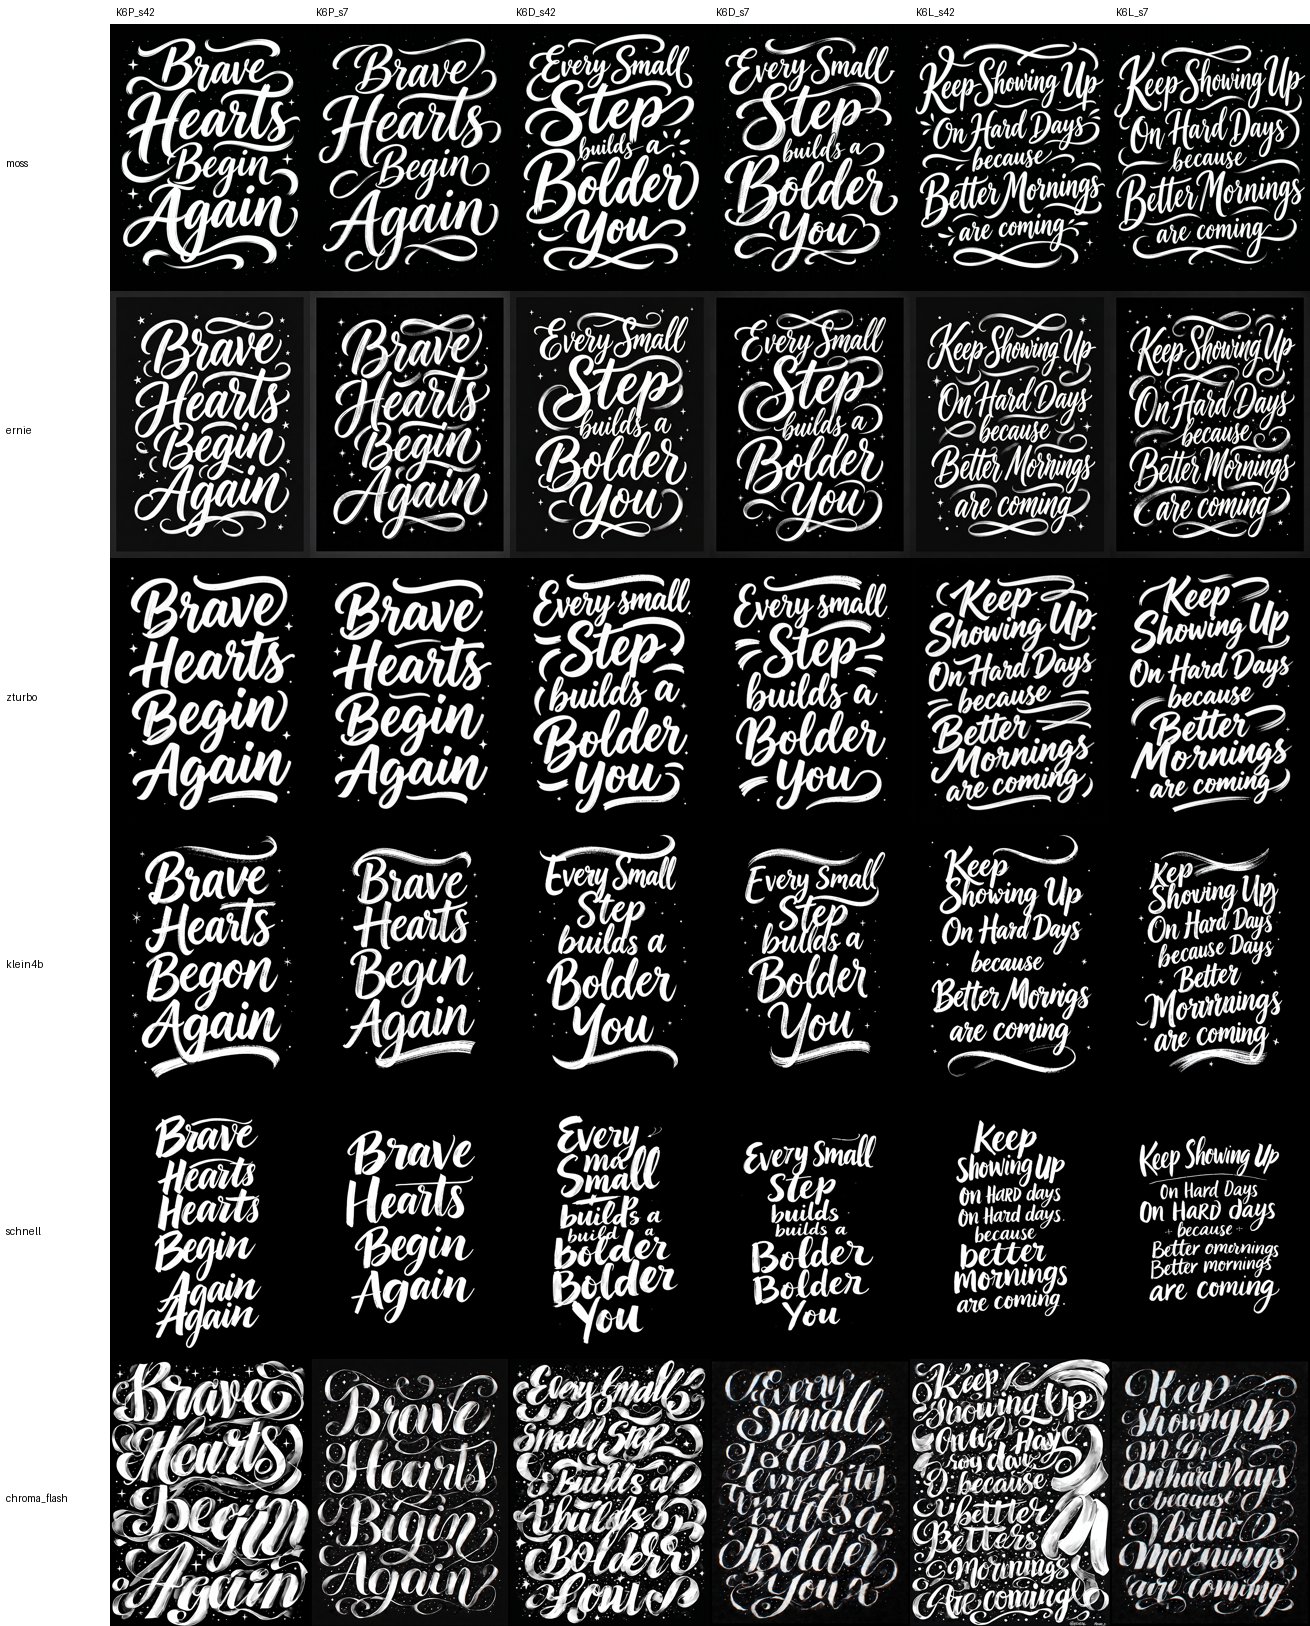 K6P_s42 K6P_s7 K6D_s42 K6D_s7 K6L_s42 K6L_s7
moss
Brave
Hearts
Begin
Again
Brave
Hearts
Begin
Again
Every Small
Step
builds a
Bolder
You
Every Small
Step
builds a
Bolder
You
Keep Showing Up
On Hard Days
because
Better Mornings
are coming
Keep Showing Up
On Hard Days
because
Better Mornings
are coming
ernie
Brave
Hearts
Begin
Again
Brave
Hearts
Begin
Again
Every Small
Step
builds a
Bolder
You
Every Small
Step
builds a
Bolder
You
Keep Showing Up
On Hard Days
because
Better Mornings
are coming
Keep Showing Up
On Hard Days
because
Better Mornings
are coming
zturbo
Brave
Hearts
Begin
Again
Brave
Hearts
Begin
Again
Every small
Step
builds a
Bolder
you
Every small
Step
builds a
Bolder
you
Keep
Showing Up
On Hard Days
because
Better
Mornings
are coming
Keep
Showing Up
On Hard Days
because
Better
Mornings
are coming
klein4b
Brave
Hearts
Begon
Again
Brave
Hearts
Begin
Again
Every Small
Step
builds a
Bolder
You
Every Small
Step
builds a
Bolder
You
Keep
Showing Up
On Hard Days
because
Better Mornigs
are coming
Kep
Shoving Up
On Hard Days
because Days
Better
are coming
schnell
Brave
Hearts
Hearts
Begin
Again
Again
Brave
Hearts
Begin
Again
Every
ma
Small
build's a
build a
bolder
Bolder
You
Every Small
Step
builds
builds a
Bolder
Bolder
You
Keep
Showing Up
On HARD days
On Hard days.
because
better
mornings
are coming.
Keep Showing Up
On Hard Days
On HARD days
because
Better omornings
Better mornings
are coming
chroma_flash
Brave
Hearts
Begin
Again
Brave
Hearts
Bigin
Again
Every Small
Small Step
Builds a
Bolderr
Every
Small
Bolder
Keep
Showing Up
because
Betters
Mornings
Are coming
Keep
showing Up